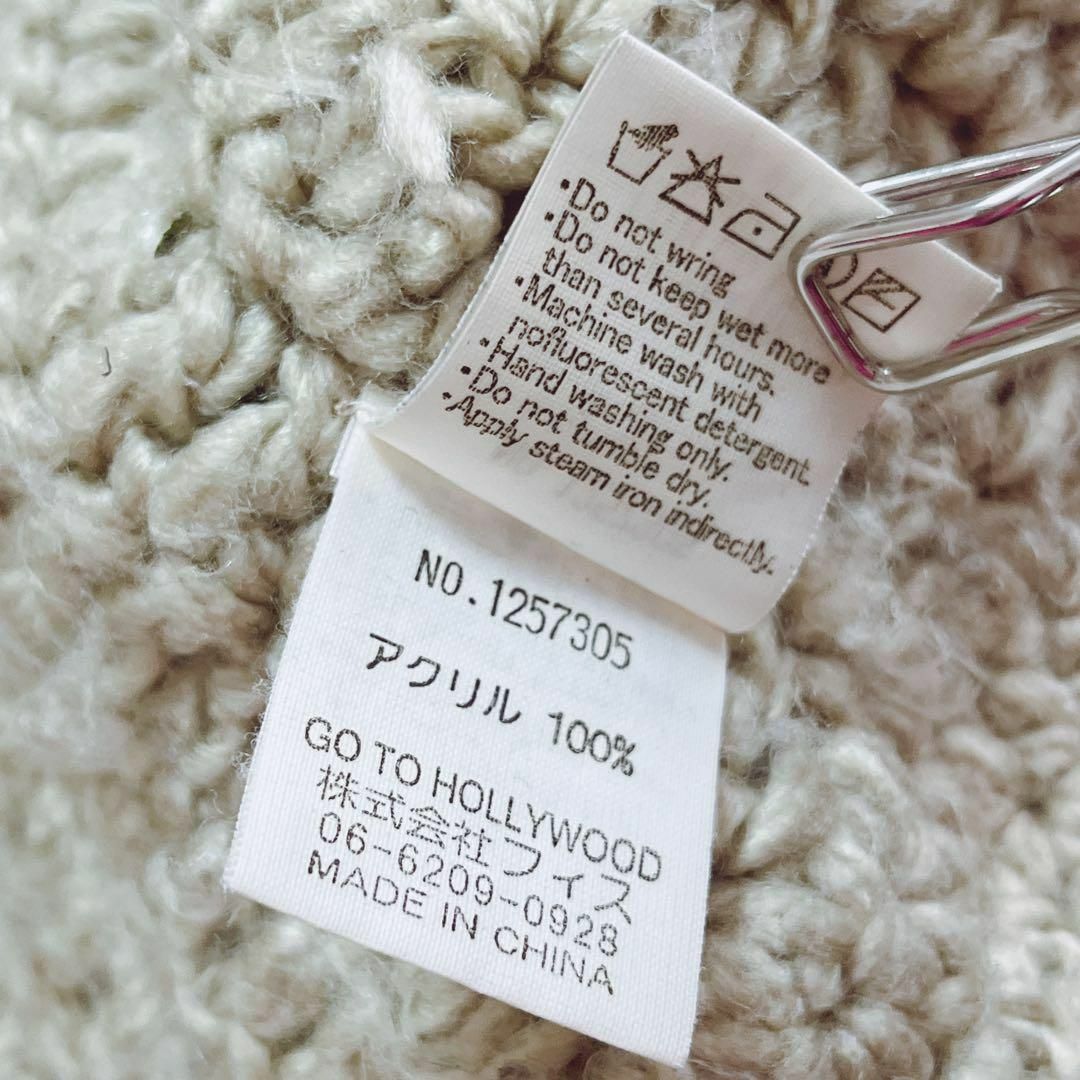 •Do not wring
•Do not keep wet more
than several hours.
•Machine wash with
nofluorescent detergent.
•Hand washing only.
•Do not tumble dry.
•Apply steam iron indirectly.
NO.1257305
アクリル 100%
GO TO HOLLYWOOD
株式会社フィス
06-6209-0928
MADE IN CHINA